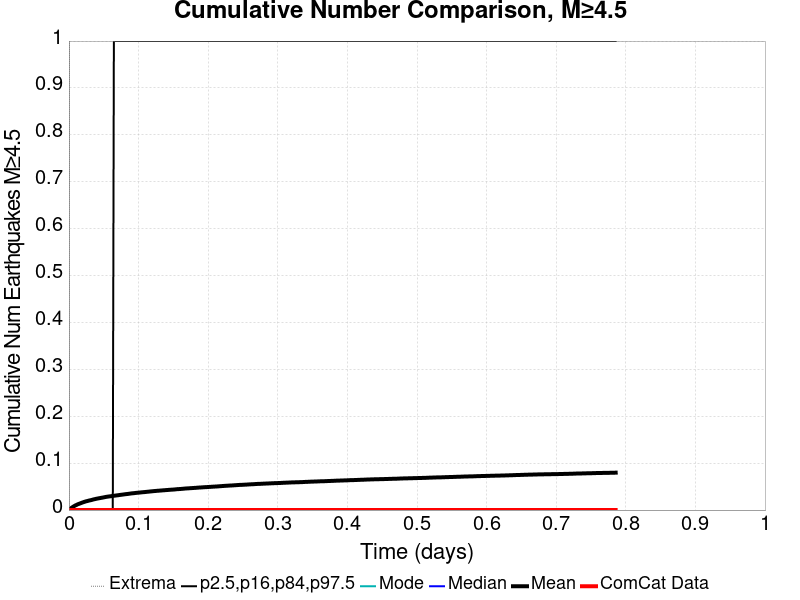 Cumulative Number Comparison, M≥4.5
Cumulative Num Earthquakes M≥4.5
1
0.9
0.8
0.7
0.6
0.5
0.4
0.3
0.2
0.1
0
0 0.1 0.2 0.3 0.4 0.5 0.6 0.7 0.8 0.9 1
Time (days)
Extrema p2.5,p16,p84,p97.5 Mode Median Mean ComCat Data